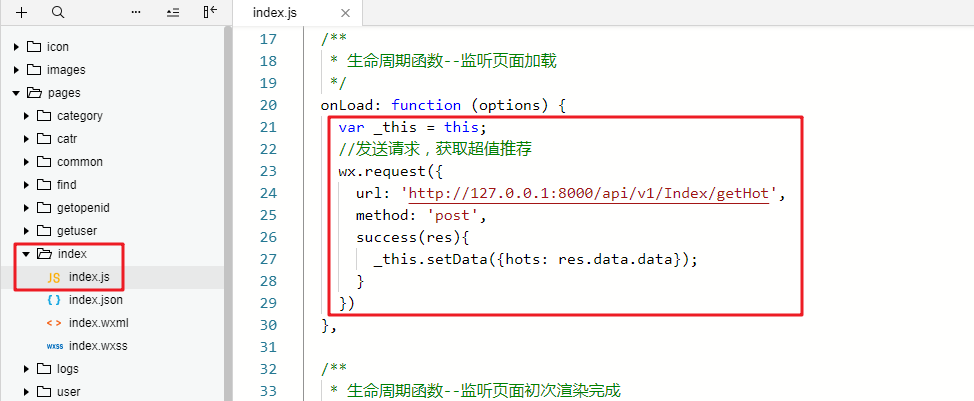 index.js
icon
images
pages
category
catr
common
find
getopenid
getuser
index
JS index.js
{ } index.json
< > index.wxml
wxss index.wxss
logs
user
17 /**
18 * 生命周期函数--监听页面加载
19 */
20 onLoad: function (options) {
21 var _this = this;
22 //发送请求，获取超值推荐
23 wx.request({
24 url: 'http://127.0.0.1:8000/api/v1/Index/getHot',
25 method: 'post',
26 success(res){
27 _this.setData({hots: res.data.data});
28 }
29 })
30 },
31
32 /**
33 * 生命周期函数--监听页面初次渲染完成